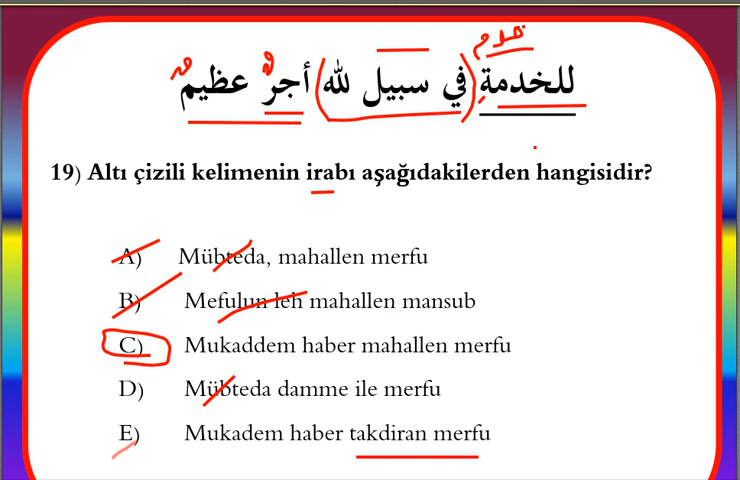 للخدمةِ (في سبيل لله) أجرٌ عظيمٌ
19) Altı çizili kelimenin irabı aşağıdakilerden hangisidir?
A) Mübteda, mahallen merfu
B) Mefulun leh mahallen mansub
C) Mukaddem haber mahallen merfu
D) Mübteda damme ile merfu
E) Mukadem haber takdiran merfu